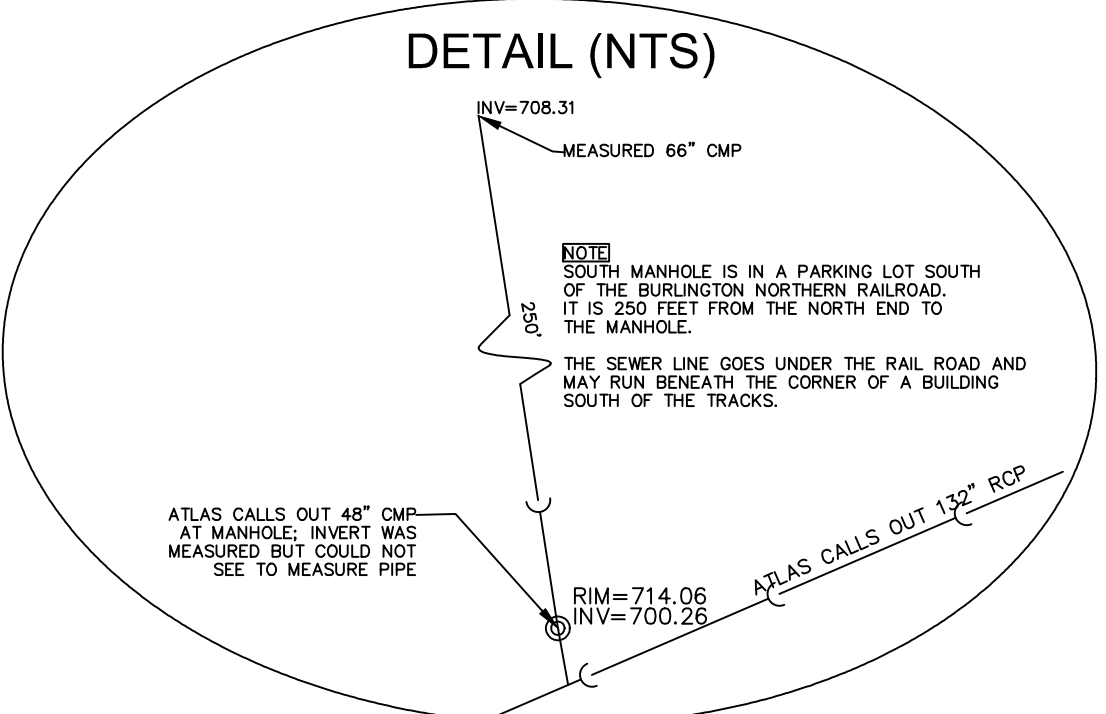 DETAIL (NTS)
INV=708.31
MEASURED 66" CMP
NOTE
SOUTH MANHOLE IS IN A PARKING LOT SOUTH
OF THE BURLINGTON NORTHERN RAILROAD.
IT IS 250 FEET FROM THE NORTH END TO
THE MANHOLE.
250'
THE SEWER LINE GOES UNDER THE RAIL ROAD AND
MAY RUN BENEATH THE CORNER OF A BUILDING
SOUTH OF THE TRACKS.
ATLAS CALLS OUT 132" RCP
ATLAS CALLS OUT 48" CMP
AT MANHOLE; INVERT WAS
MEASURED BUT COULD NOT
SEE TO MEASURE PIPE
RIM=714.06
INV=700.26